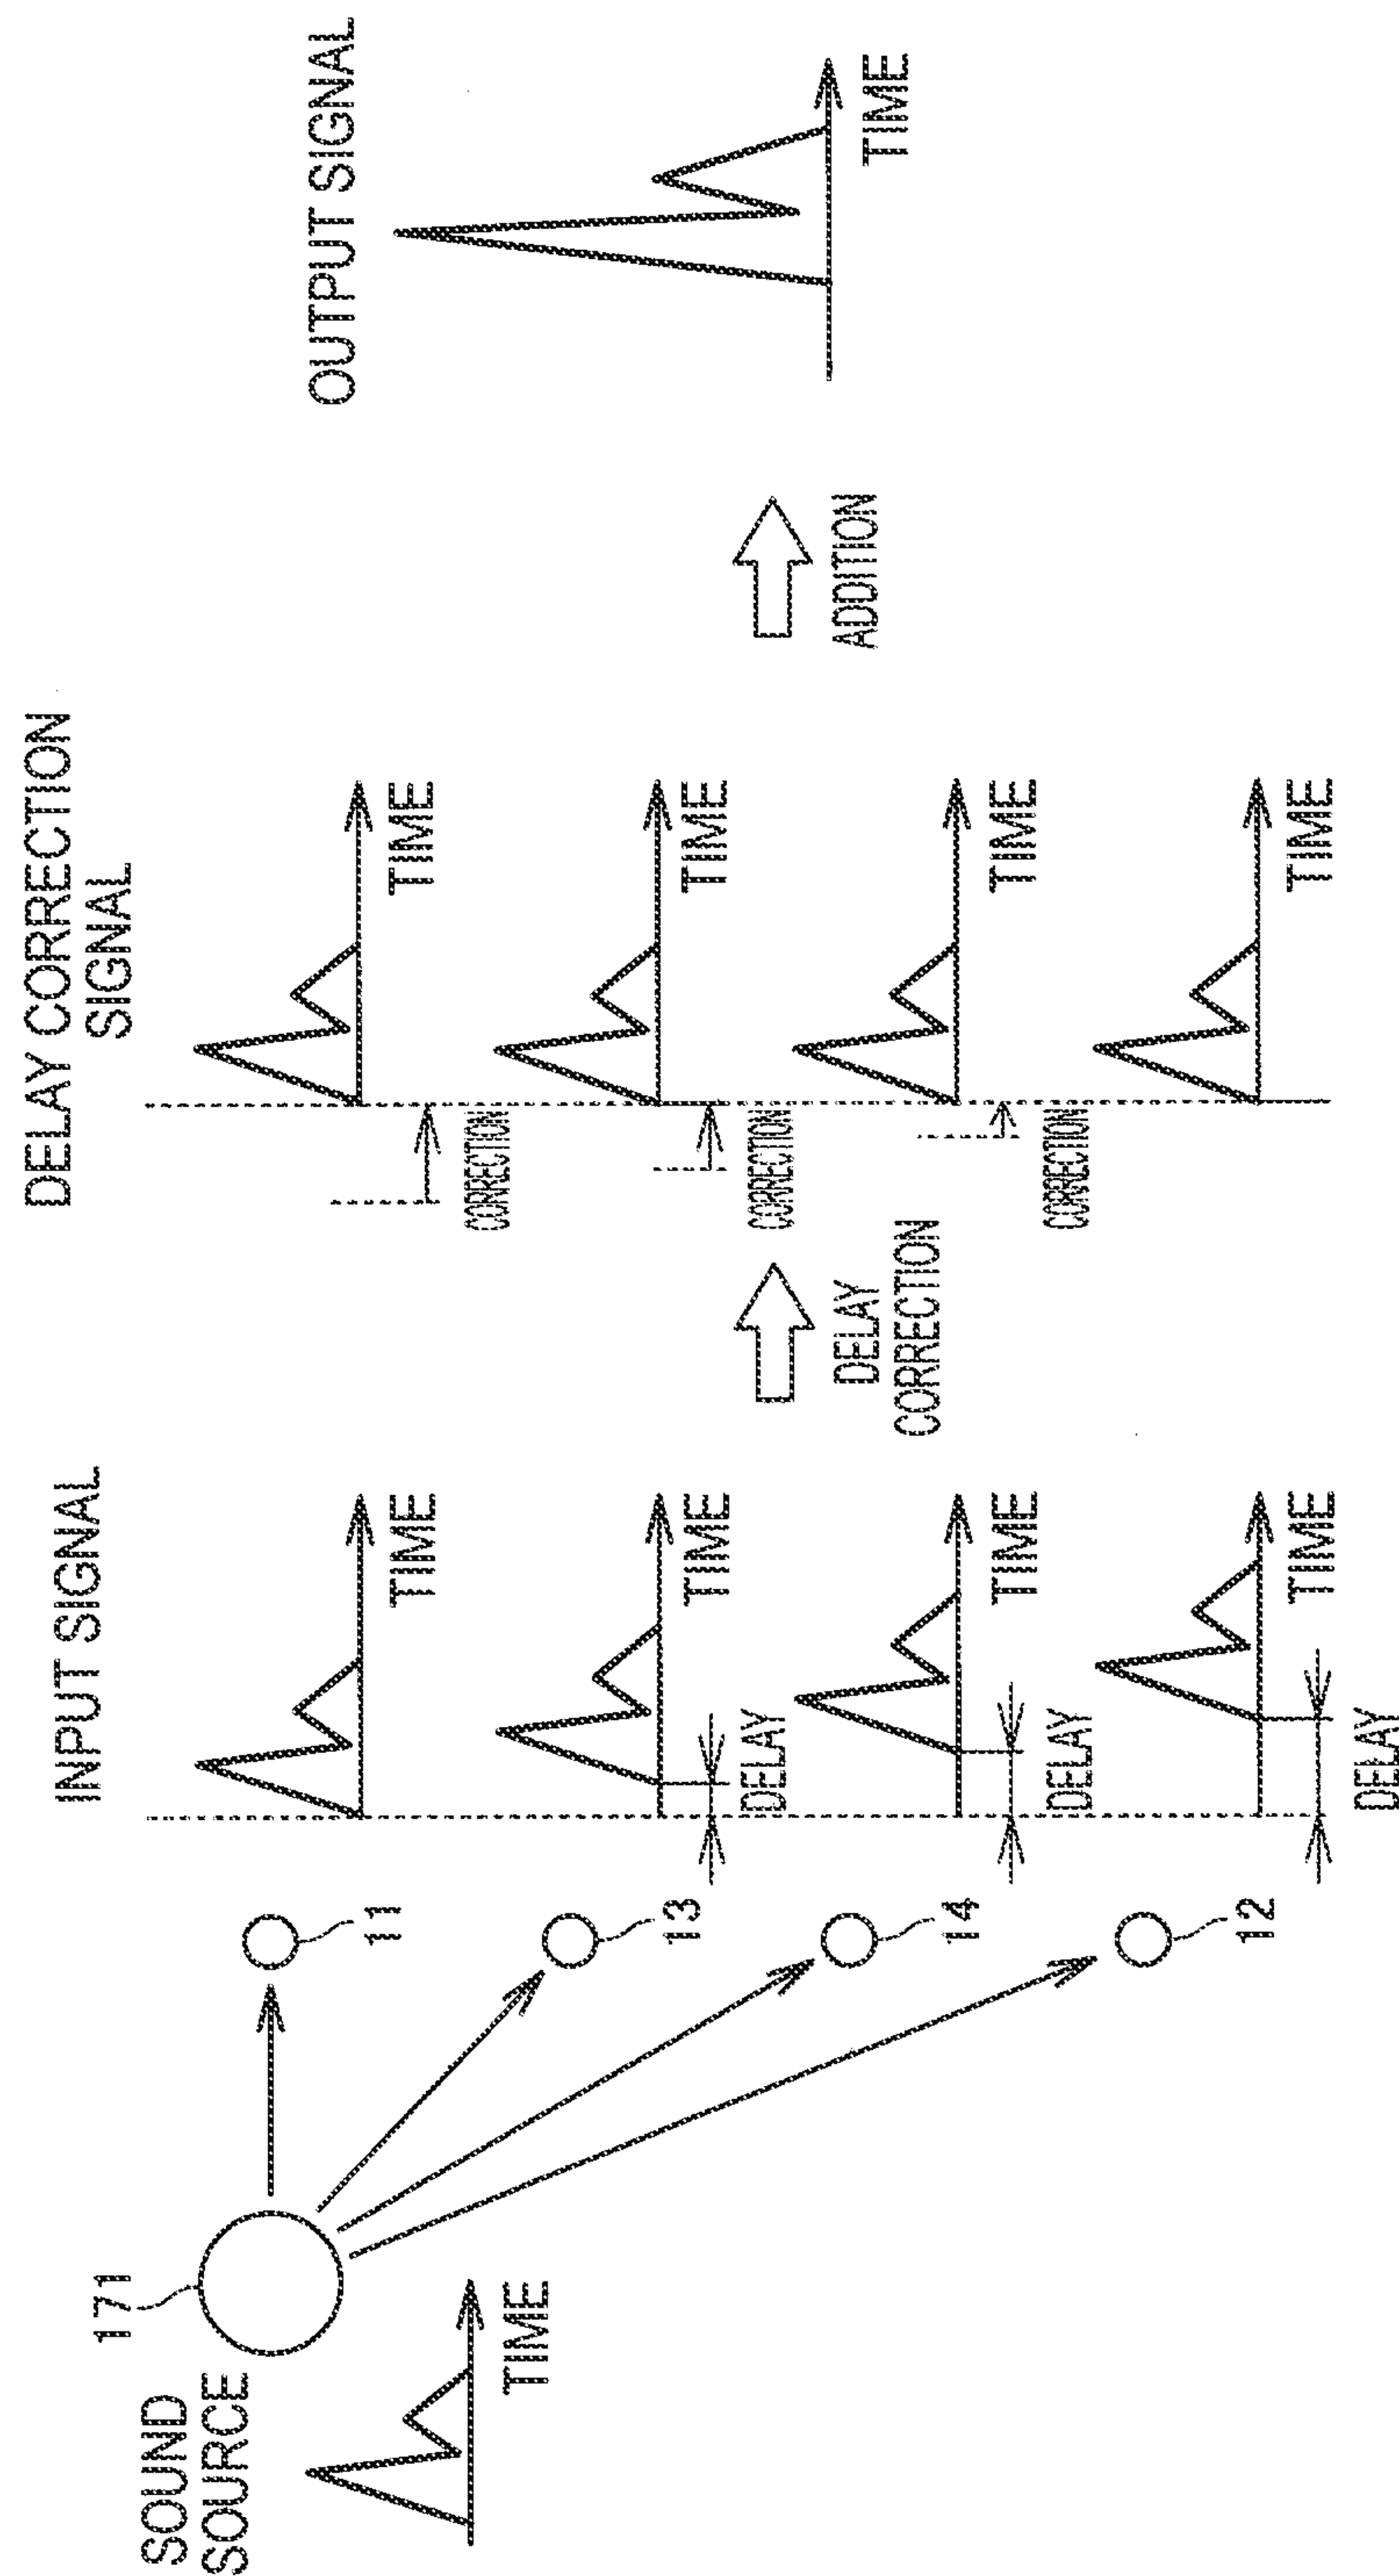 SOUND
SOURCE
171
TIME
11
13
14
12
INPUT SIGNAL
TIME
DELAY
TIME
DELAY
TIME
DELAY
TIME
DELAY
CORRECTION
DELAY CORRECTION
SIGNAL
TIME
CORRECTION
TIME
CORRECTION
TIME
CORRECTION
TIME
ADDITION
OUTPUT SIGNAL
TIME